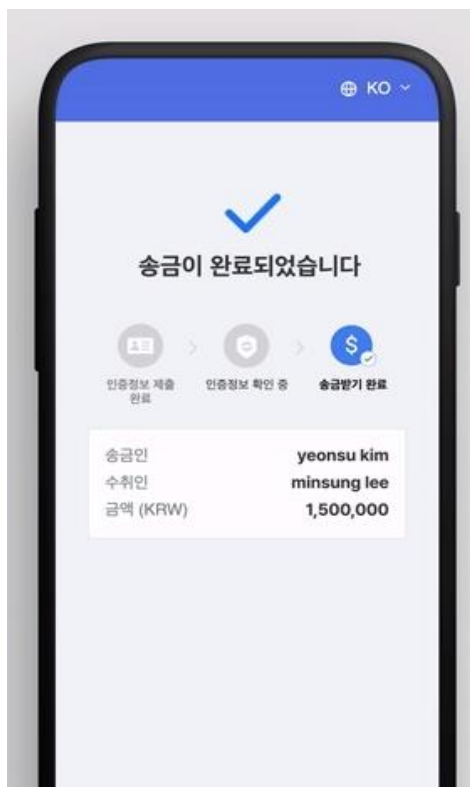 KO
송금이 완료되었습니다
인증정보 제출
완료
인증정보 확인 중
송금받기 완료
송금인 yeonsu kim
수취인 minsung lee
금액 (KRW) 1,500,000